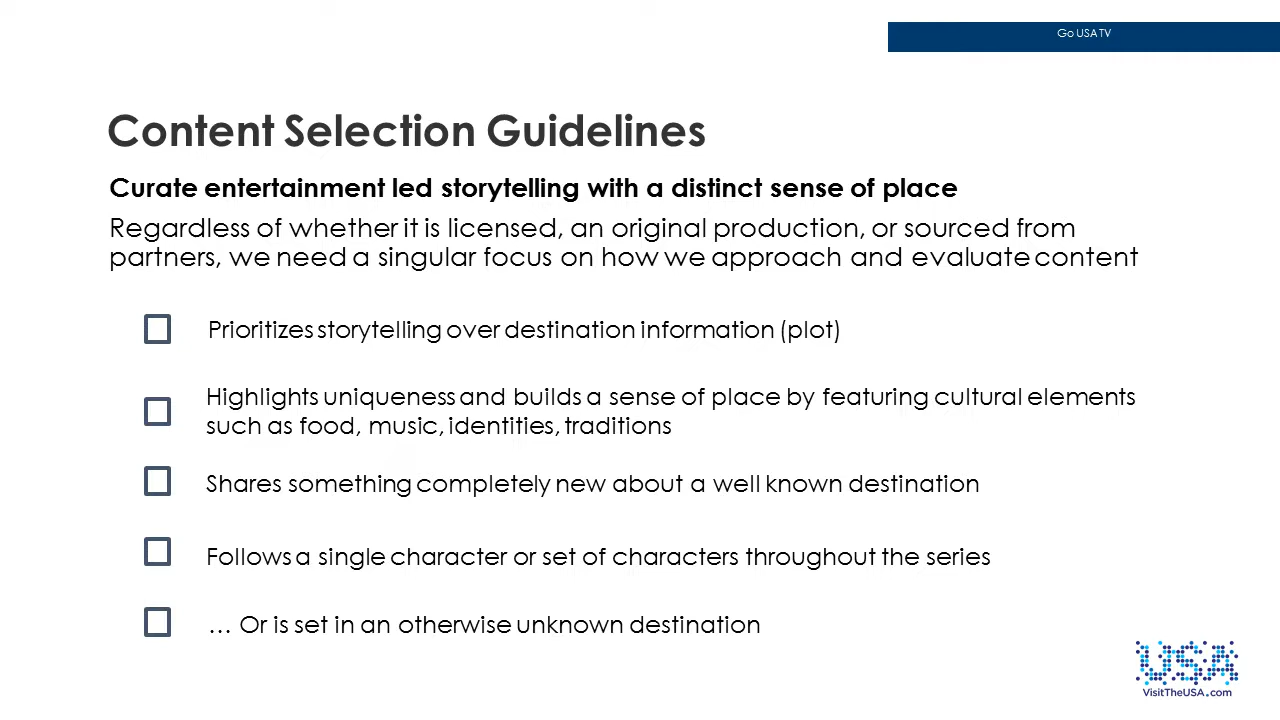 Go USA TV
Content Selection Guidelines
Curate entertainment led storytelling with a distinct sense of place
Regardless of whether it is licensed, an original production, or sourced from
partners, we need a singular focus on how we approach and evaluate content
Prioritizes storytelling over destination information (plot)
Highlights uniqueness and builds a sense of place by featuring cultural elements
such as food, music, identities, traditions
Shares something completely new about a well known destination
Follows a single character or set of characters throughout the series
… Or is set in an otherwise unknown destination
USA
VisitTheUSA.com